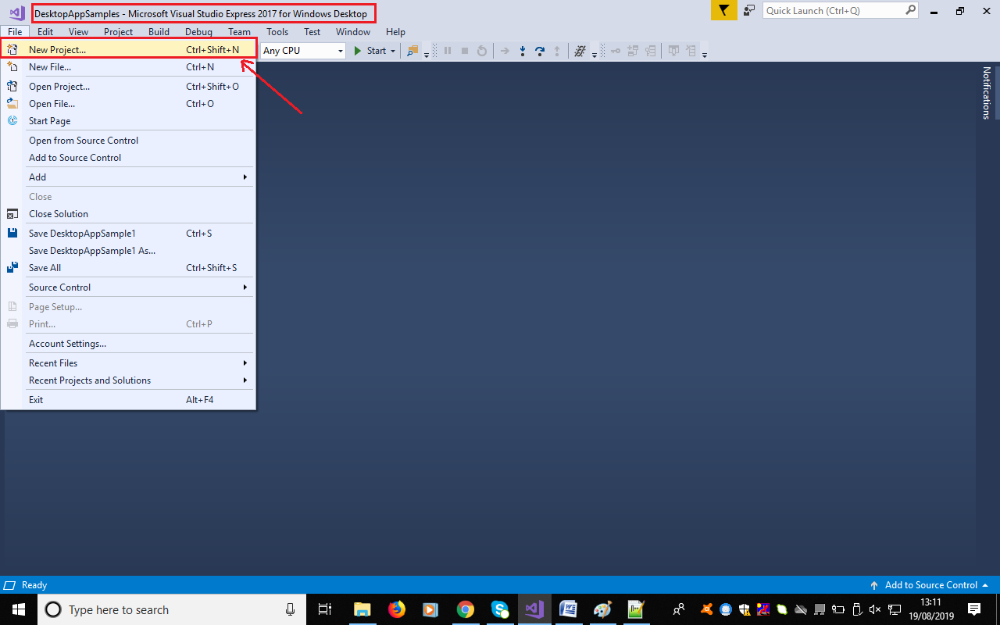 DesktopAppSamples - Microsoft Visual Studio Express 2017 for Windows Desktop
Quick Launch (Ctrl+Q)
File Edit View Project Build Debug Team Tools Test Window Help
Any CPU Start
New Project... Ctrl+Shift+N
New File... Ctrl+N
Open Project... Ctrl+Shift+O
Open File... Ctrl+O
Start Page
Open from Source Control
Add to Source Control
Add
Close
Close Solution
Save DesktopAppSample1 Ctrl+S
Save DesktopAppSample1 As...
Save All Ctrl+Shift+S
Source Control
Page Setup...
Print... Ctrl+P
Account Settings...
Recent Files
Recent Projects and Solutions
Exit Alt+F4
Notifications
Ready
Add to Source Control
Type here to search
13:11
19/08/2019